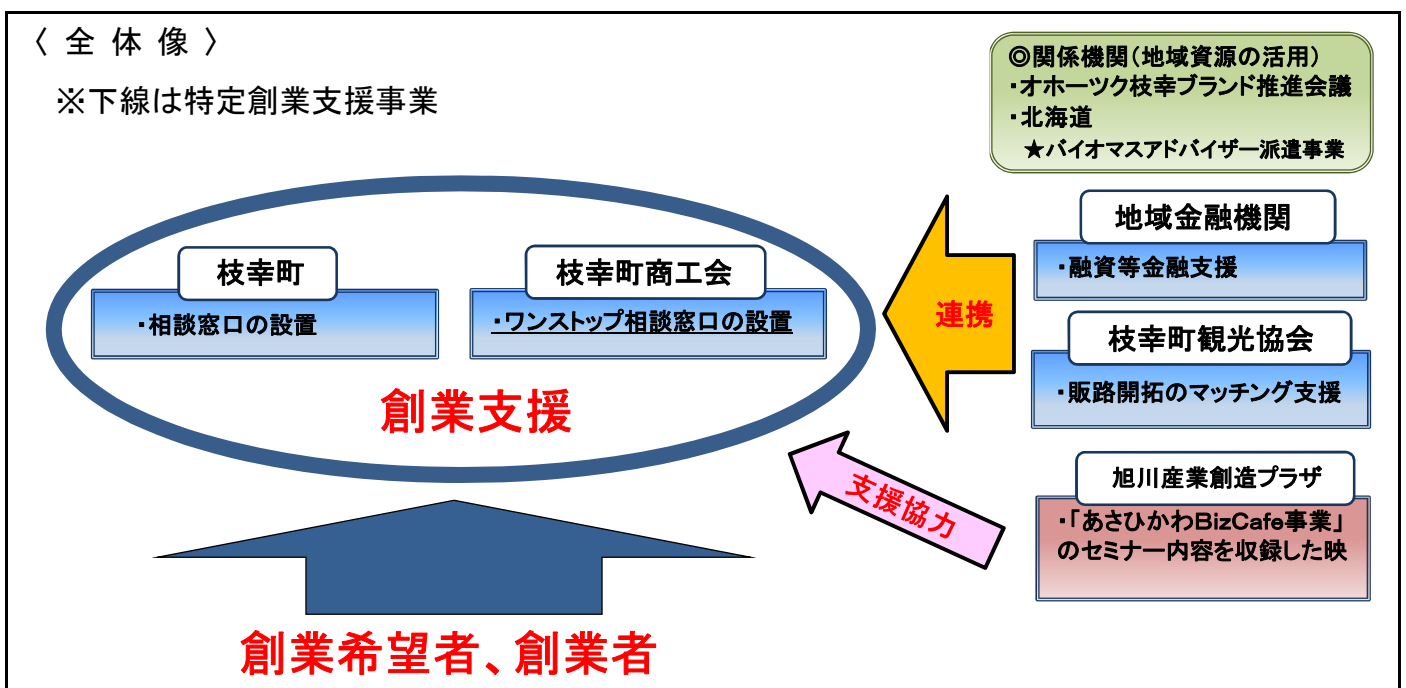 〈 全 体 像 〉
※下線は特定創業支援事業
◎関係機関(地域資源の活用)
・オホーツク枝幸ブランド推進会議
・北海道
★バイオマスアドバイザー派遣事業
枝幸町
・相談窓口の設置
枝幸町商工会
・ワンストップ相談窓口の設置
創業支援
連携
地域金融機関
・融資等金融支援
枝幸町観光協会
・販路開拓のマッチング支援
支援協力
旭川産業創造プラザ
・「あさひかわBizCafe事業」
のセミナー内容を収録した映
創業希望者、創業者